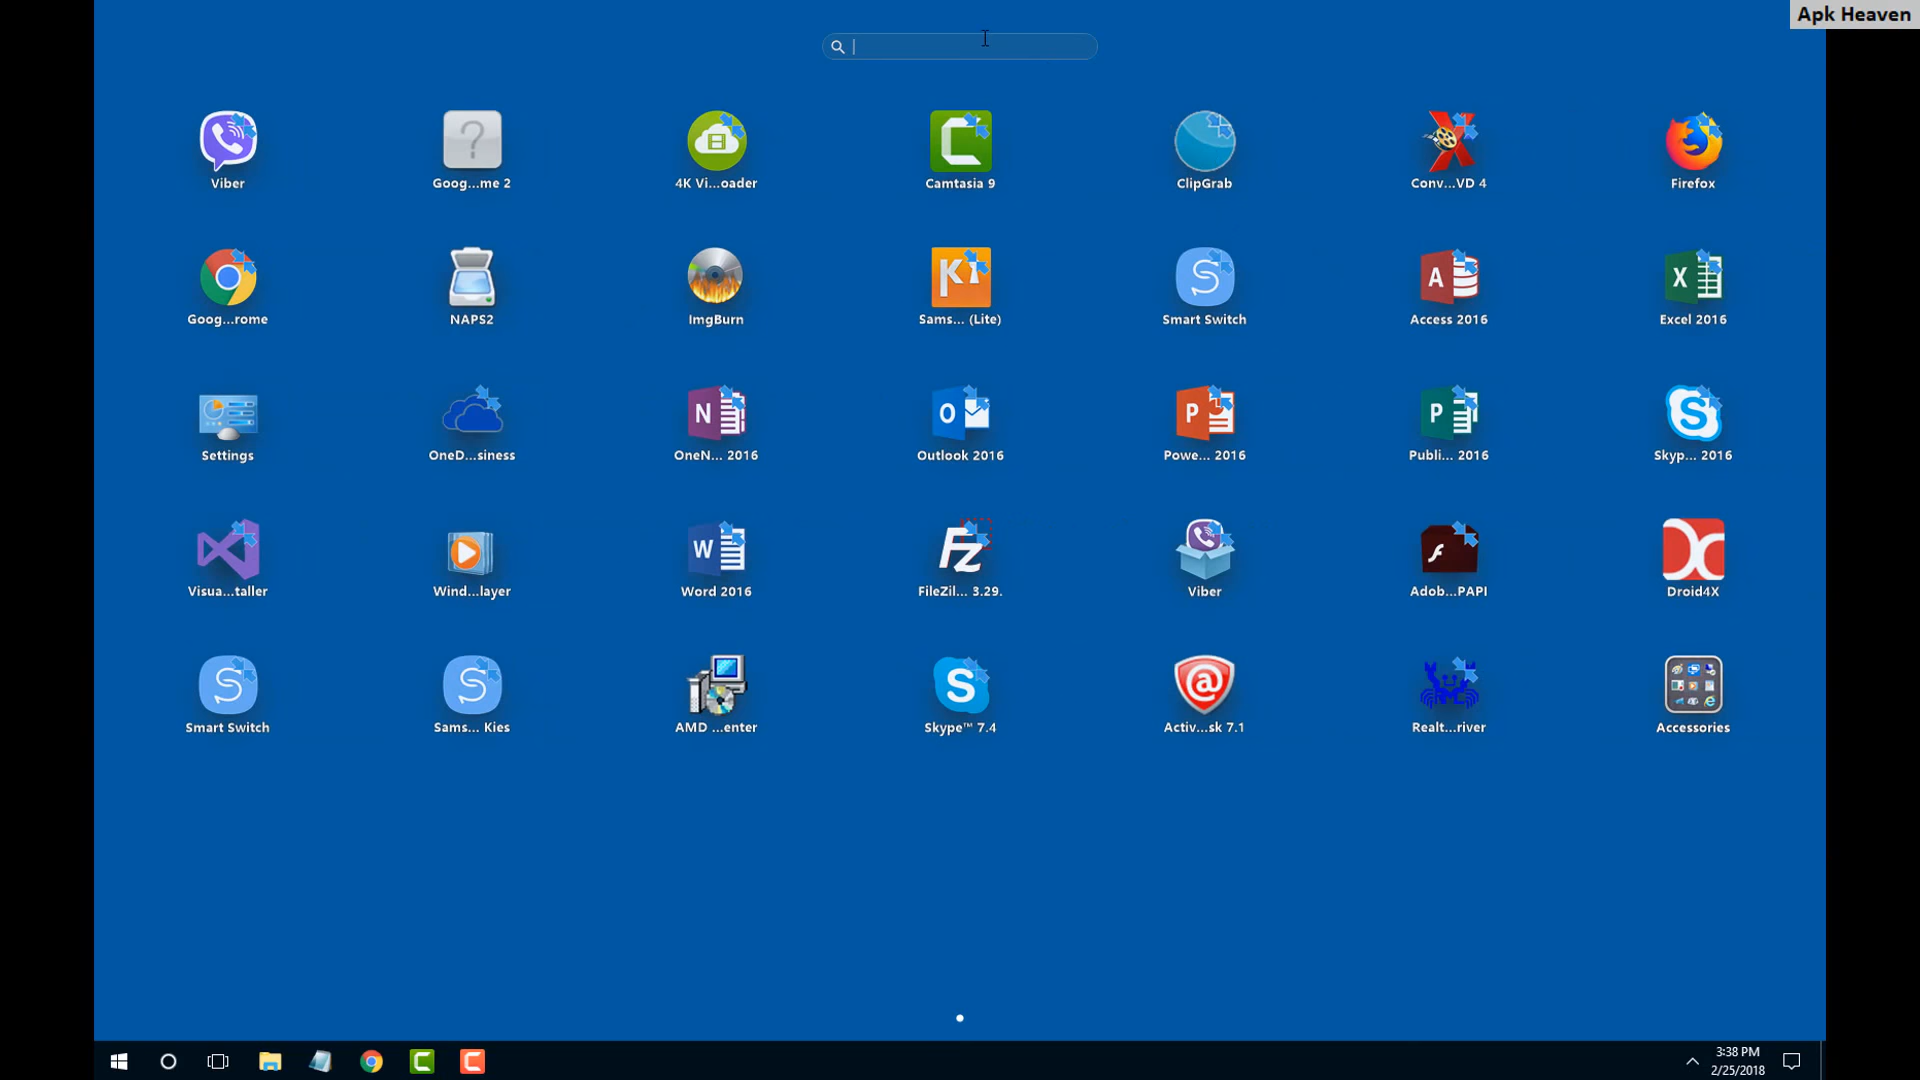 Apk Heaven
Viber
Goog...me 2
4K Vi...oader
Camtasia 9
ClipGrab
Conv...VD 4
Firefox
Goog...rome
NAPS2
ImgBurn
Sams... (Lite)
Smart Switch
Access 2016
Excel 2016
Settings
OneD...siness
OneN... 2016
Outlook 2016
Powe... 2016
Publi... 2016
Skyp... 2016
Visua...taller
Wind...layer
Word 2016
FileZil... 3.29.
Viber
Adob...PAPI
Droid4X
Smart Switch
Sams... Kies
AMD ...enter
Skype™ 7.4
Activ...sk 7.1
Realt...river
Accessories
3:38 PM
2/25/2018